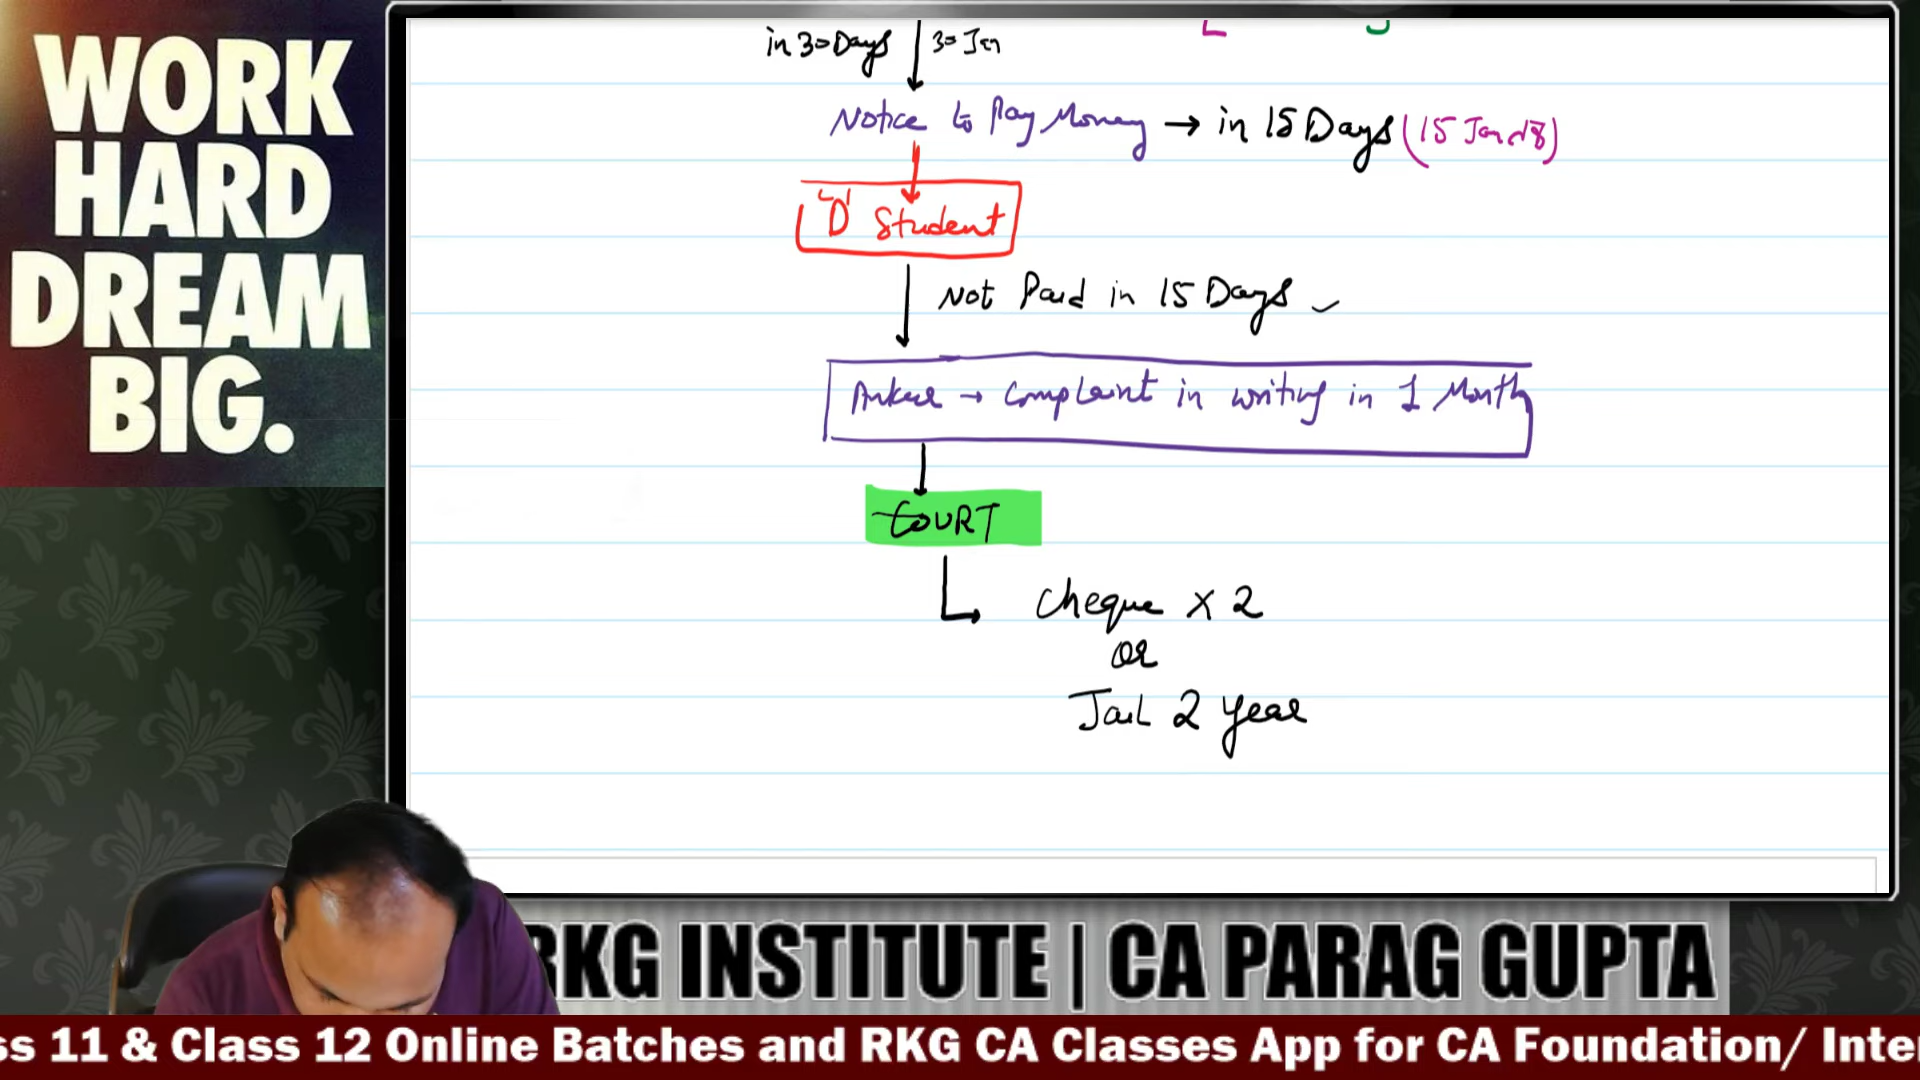 WORK
HARD
DREAM
BIG.
in 30 Days 30 Jan
Notice to Pay Money → in 15 Days (15 Jan
"D" Student
Not Paid in 15 Days ✓
→ Complaint in writing in 1 Month
COURT
Cheque x 2
or
Jail 2 year
RKG INSTITUTE | CA PARAG GUPTA
ss 11 & Class 12 Online Batches and RKG CA Classes App for CA Foundation/ Inte